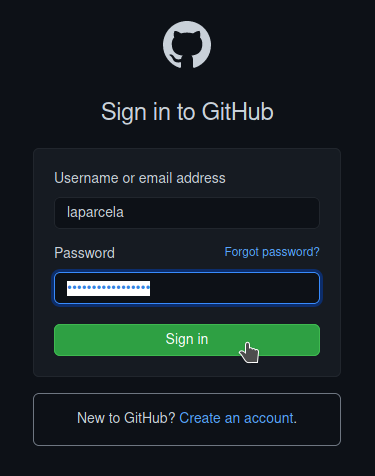 Sign in to GitHub
Username or email address
laparcela
Password Forgot password?
•••••••••••••••••
Sign in
New to GitHub? Create an account.